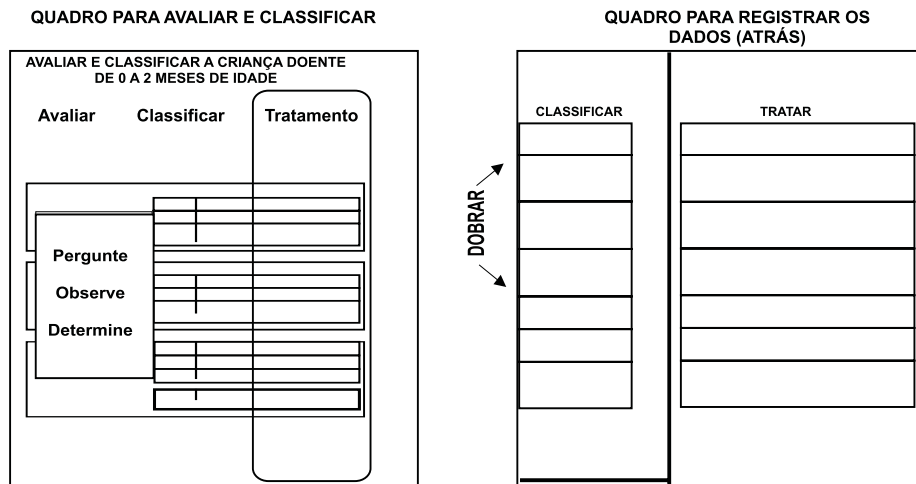 QUADRO PARA AVALIAR E CLASSIFICAR
AVALIAR E CLASSIFICAR A CRIANÇA DOENTE
DE 0 A 2 MESES DE IDADE
Avaliar Classificar Tratamento
Pergunte
Observe
Determine
QUADRO PARA REGISTRAR OS
DADOS (ATRÁS)
CLASSIFICAR TRATAR
DOBRAR